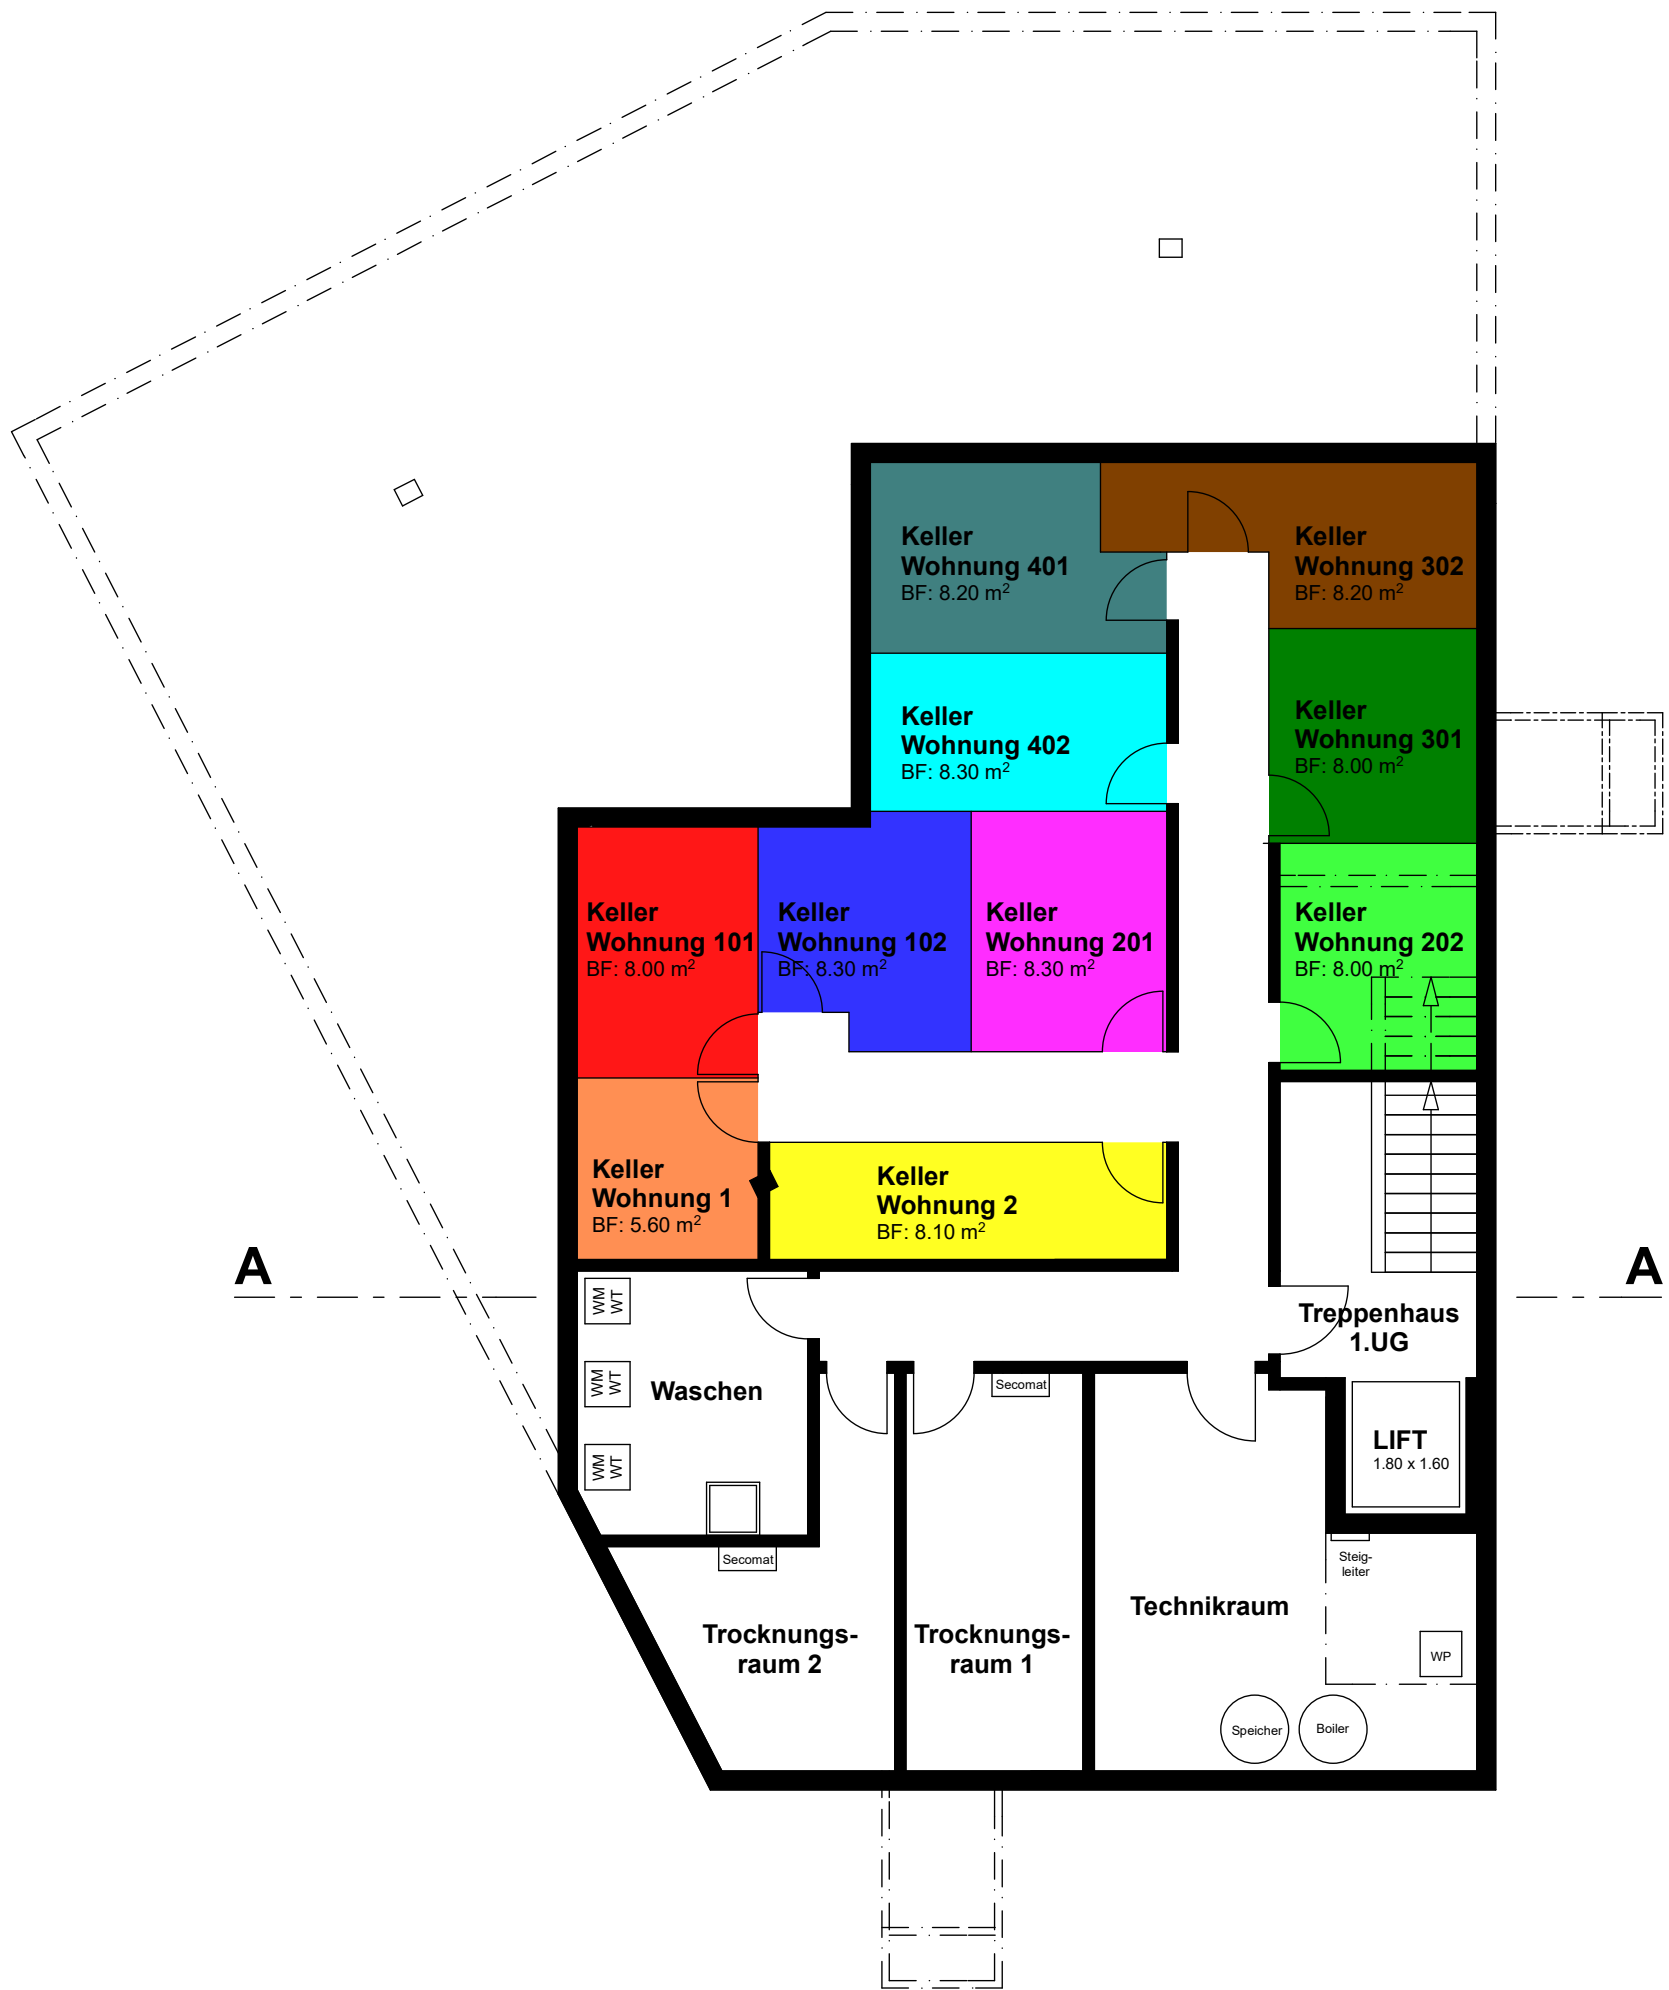 Keller
Wohnung 401
BF: 8.20 m²
Keller
Wohnung 302
BF: 8.20 m²
Keller
Wohnung 402
BF: 8.30 m²
Keller
Wohnung 301
BF: 8.00 m²
Keller
Wohnung 101
BF: 8.00 m²
Keller
Wohnung 102
BF: 8.30 m²
Keller
Wohnung 201
BF: 8.30 m²
Keller
Wohnung 202
BF: 8.00 m²
Keller
Wohnung 1
BF: 5.60 m²
Keller
Wohnung 2
BF: 8.10 m²
A
A
WM
WT
Treppenhaus
1.UG
WM
WT
Waschen
Secomat
WM
WT
LIFT
1.80 x 1.60
Secomat
Steig-
leiter
Technikraum
Trocknungs-
raum 2
Trocknungs-
raum 1
WP
Speicher
Boiler